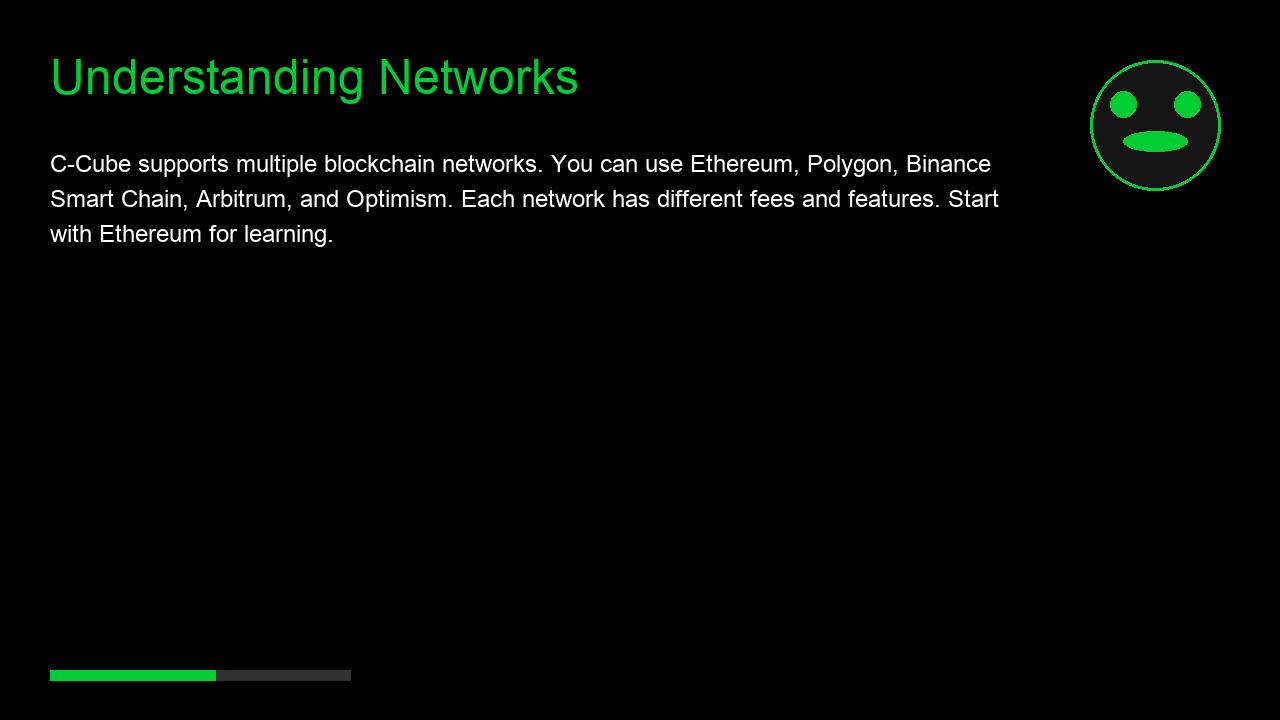 Understanding Networks
C-Cube supports multiple blockchain networks. You can use Ethereum, Polygon, Binance
Smart Chain, Arbitrum, and Optimism. Each network has different fees and features. Start
with Ethereum for learning.